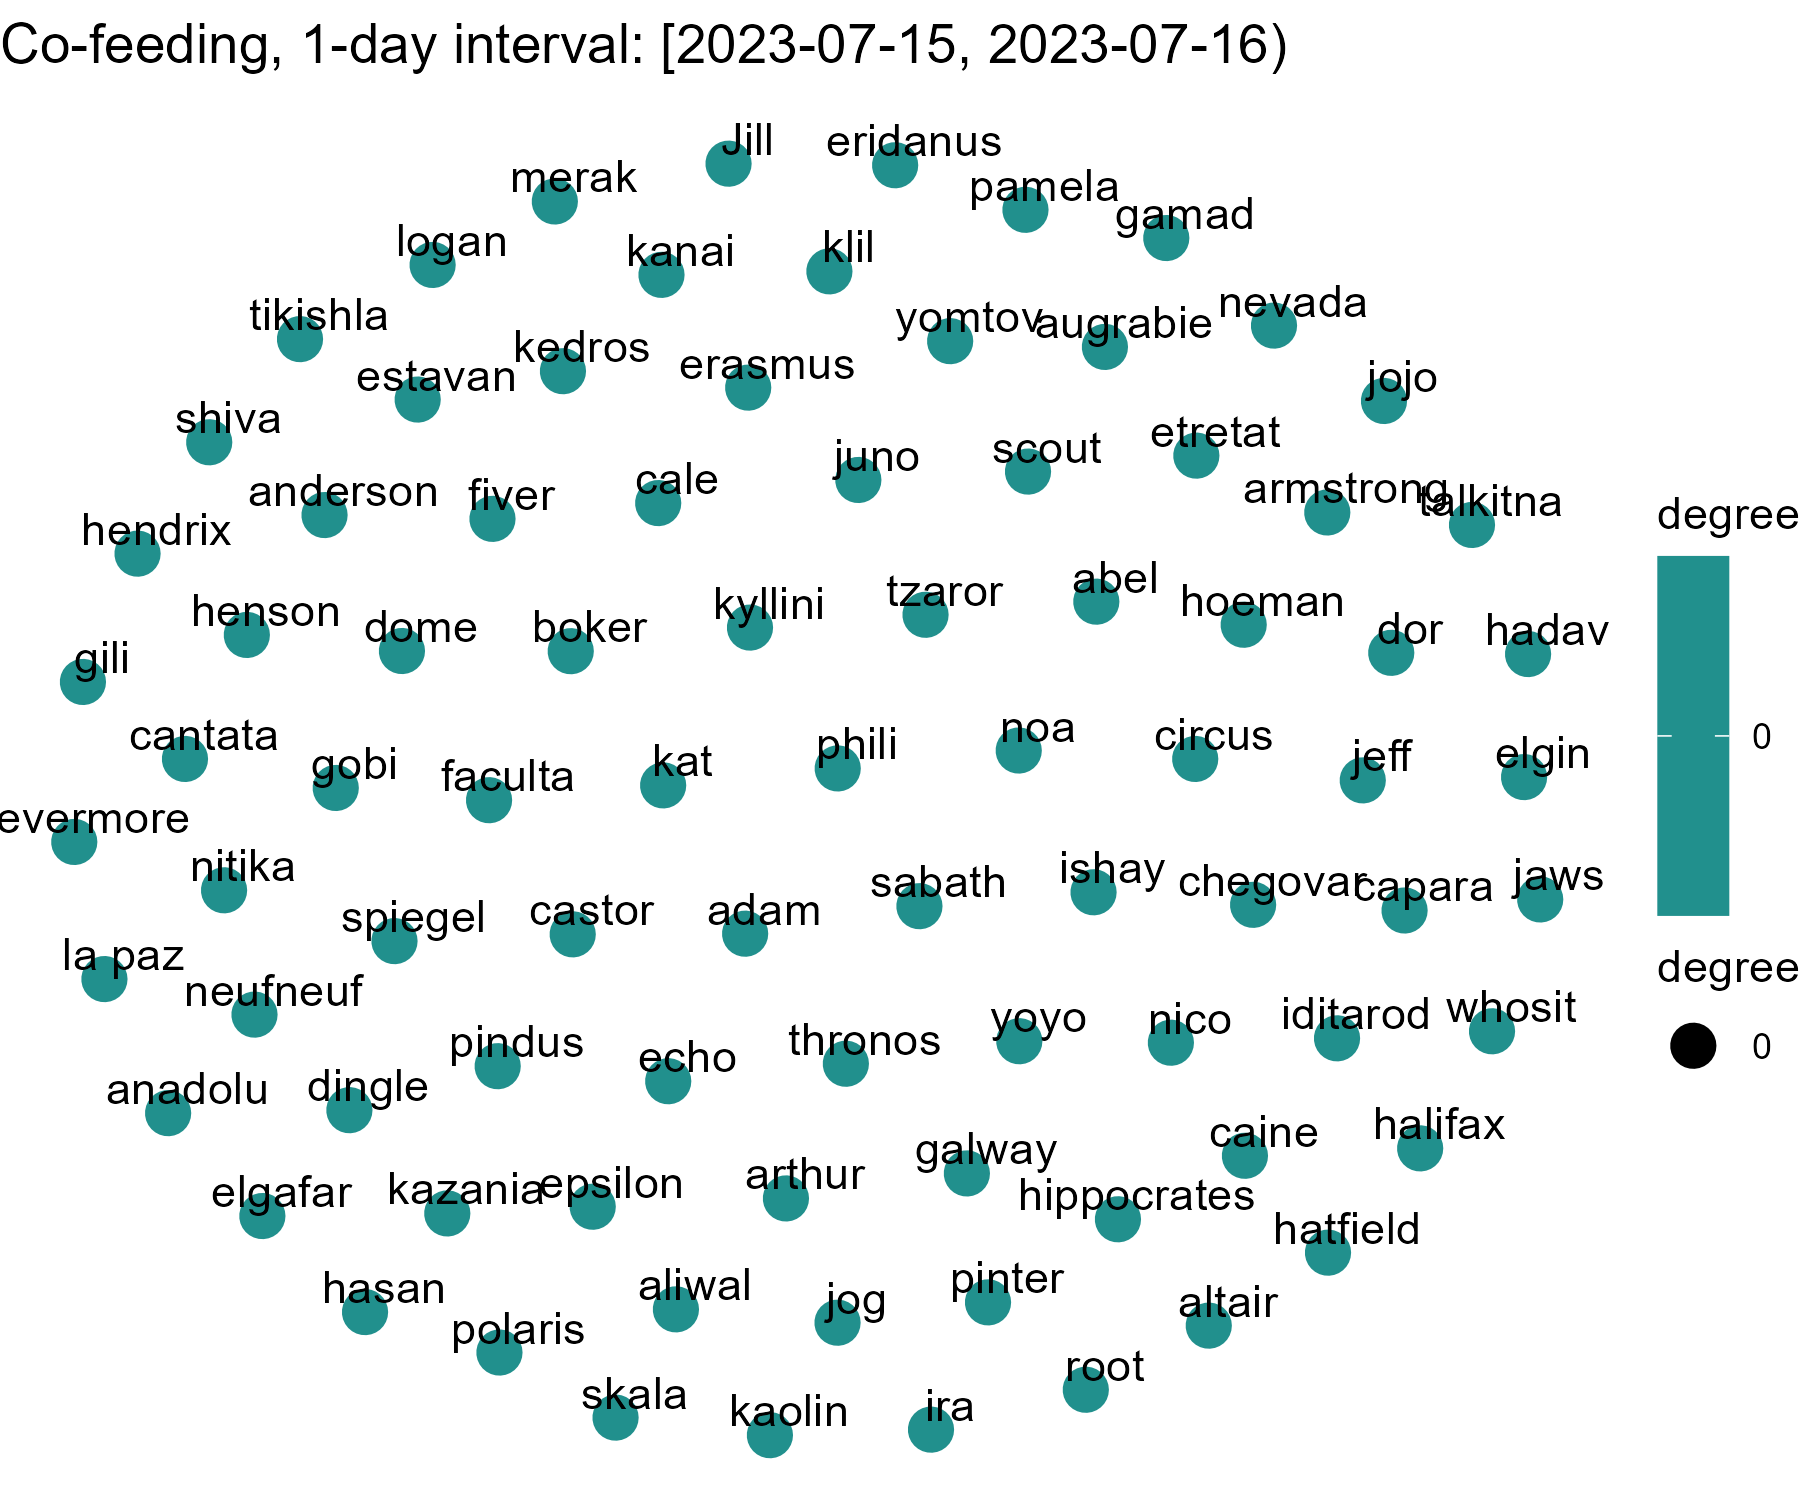 Co-feeding, 1-day interval: [2023-07-15, 2023-07-16)
Jill
eridanus
merak
pamela
gamad
logan
kanai
klil
tikishla
yomtov
augrabie
nevada
kedros
estavan
erasmus
jojo
shiva
etretat
scout
juno
cale
anderson
fiver
armstrong
talkitna
hendrix
henson
dome
boker
kyllini
tzaror
abel
hoeman
dor
hadav
gili
cantata
gobi
faculta
kat
phili
noa
circus
jeff
elgin
evermore
nitika
spiegel
castor
adam
sabath
ishay
chegovar
capara
jaws
la paz
neufneuf
pindus
echo
thronos
yoyo
nico
iditarod
whosit
anadolu
dingle
galway
caine
halifax
elgafar
kazania
epsilon
arthur
hippocrates
hatfield
hasan
polaris
aliwal
jog
pinter
altair
skala
kaolin
ira
root
degree
0
degree
0